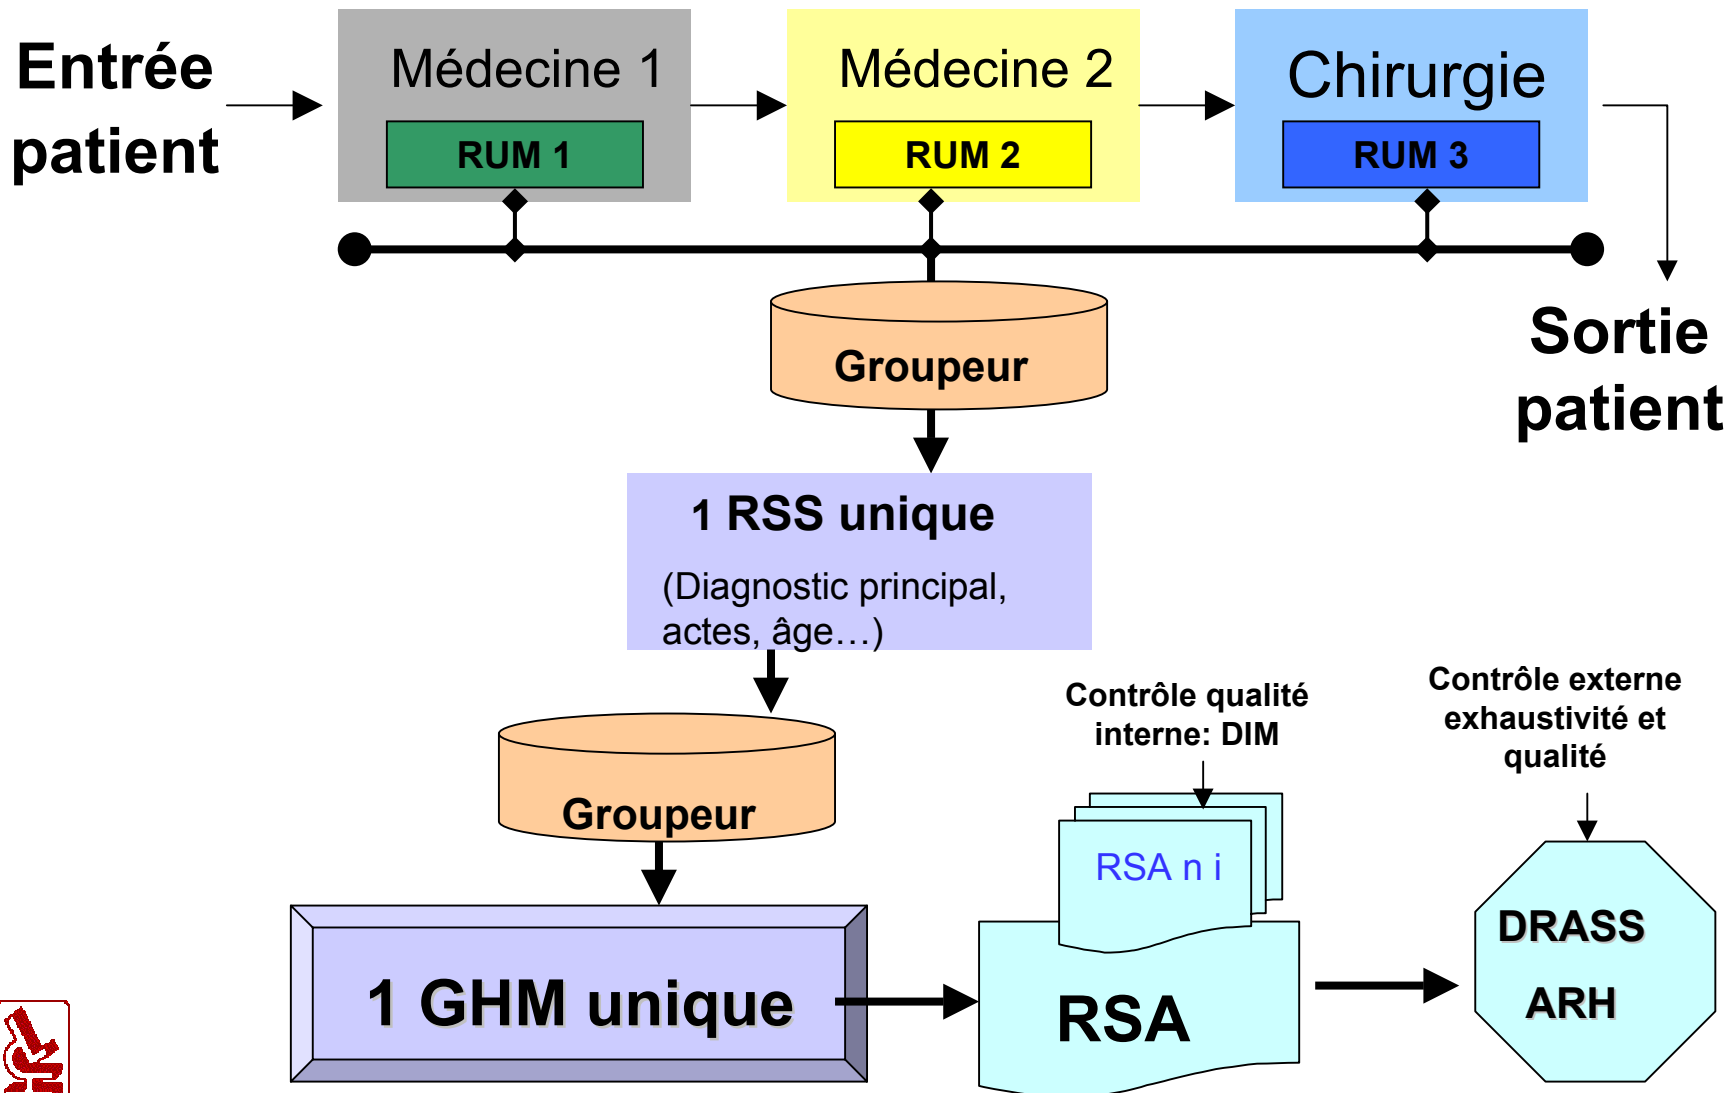 Entrée
patient
Médecine 1
RUM 1
Médecine 2
RUM 2
Chirurgie
RUM 3
Sortie
patient
Groupeur
1 RSS unique
(Diagnostic principal,
actes, âge…)
Groupeur
1 GHM unique
Contrôle qualité
interne: DIM
RSA n i
RSA
Contrôle externe
exhaustivité et
qualité
DRASS
ARH